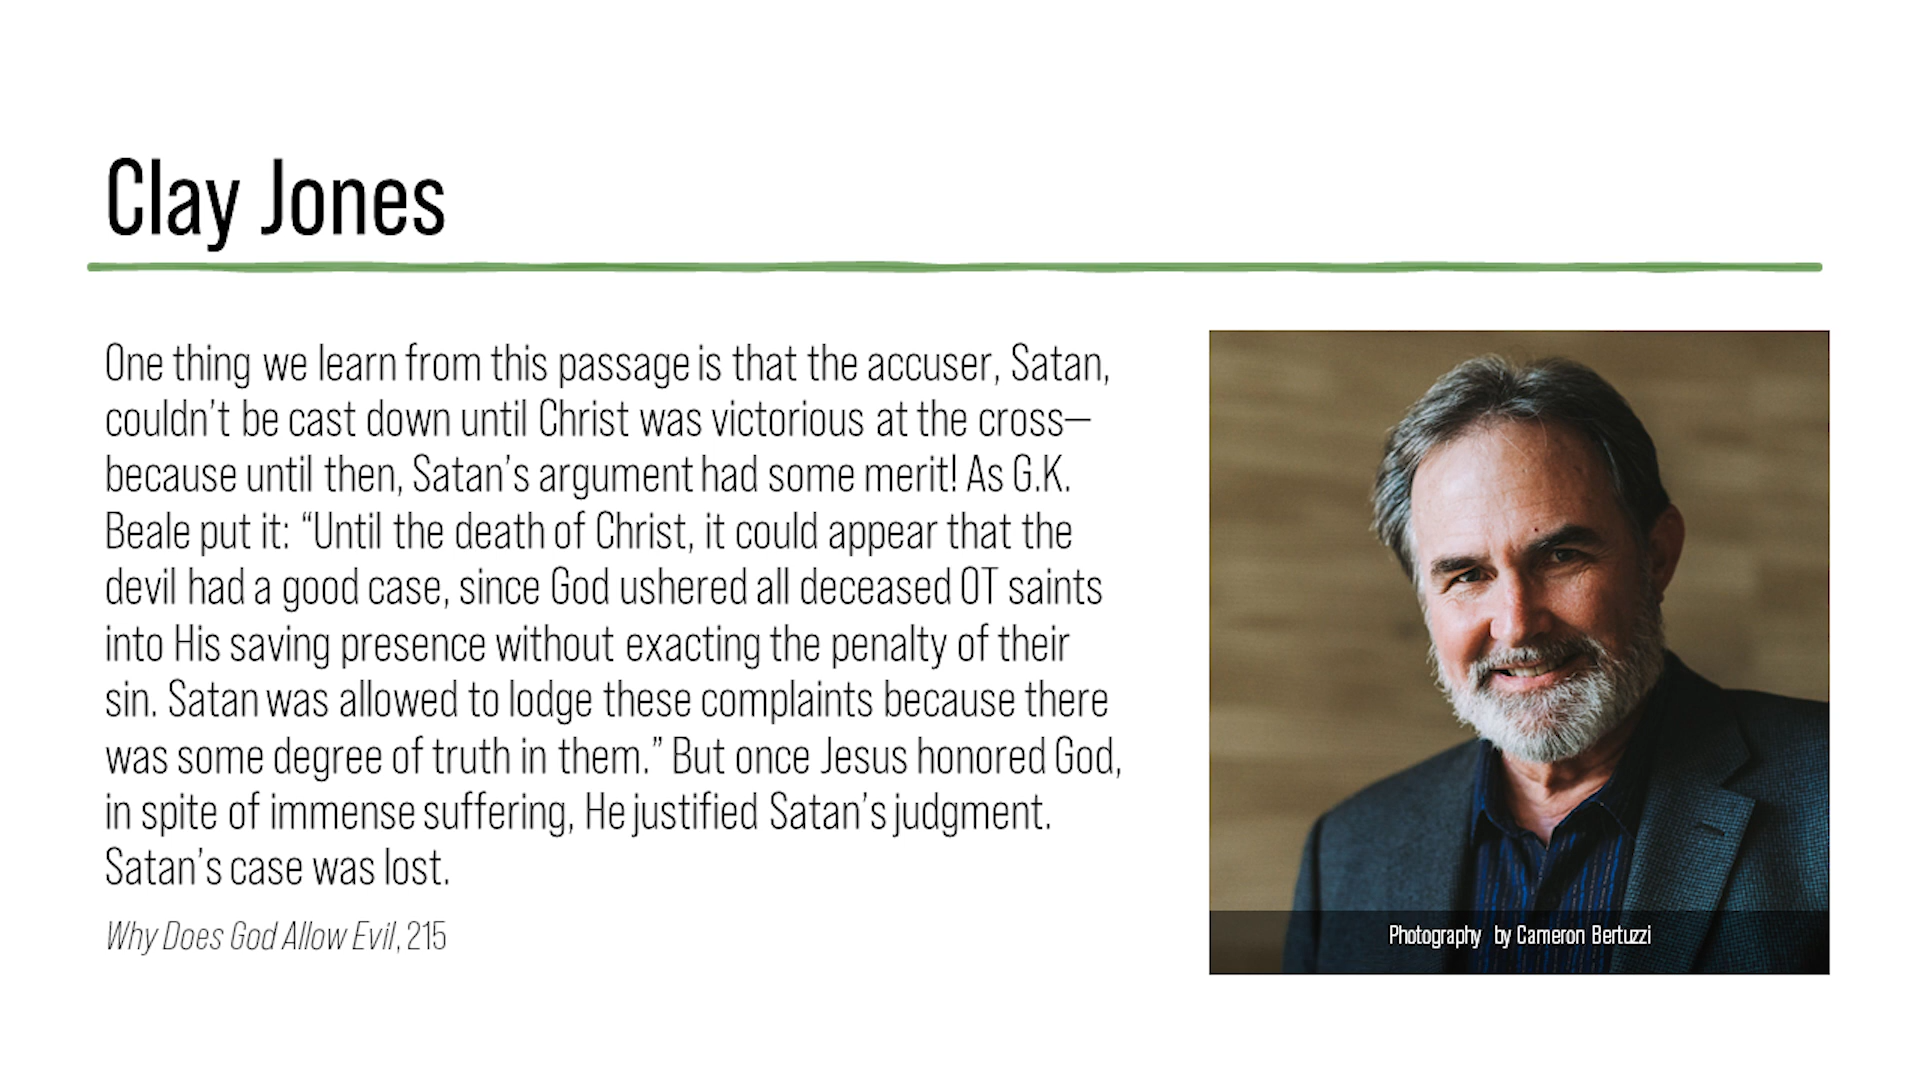 Clay Jones
One thing we learn from this passage is that the accuser, Satan,
couldn’t be cast down until Christ was victorious at the cross—
because until then, Satan’s argument had some merit! As G.K.
Beale put it: “Until the death of Christ, it could appear that the
devil had a good case, since God ushered all deceased OT saints
into His saving presence without exacting the penalty of their
sin. Satan was allowed to lodge these complaints because there
was some degree of truth in them.” But once Jesus honored God,
in spite of immense suffering, He justified Satan’s judgment.
Satan’s case was lost.
Why Does God Allow Evil, 215
Photography by Cameron Bertuzzi